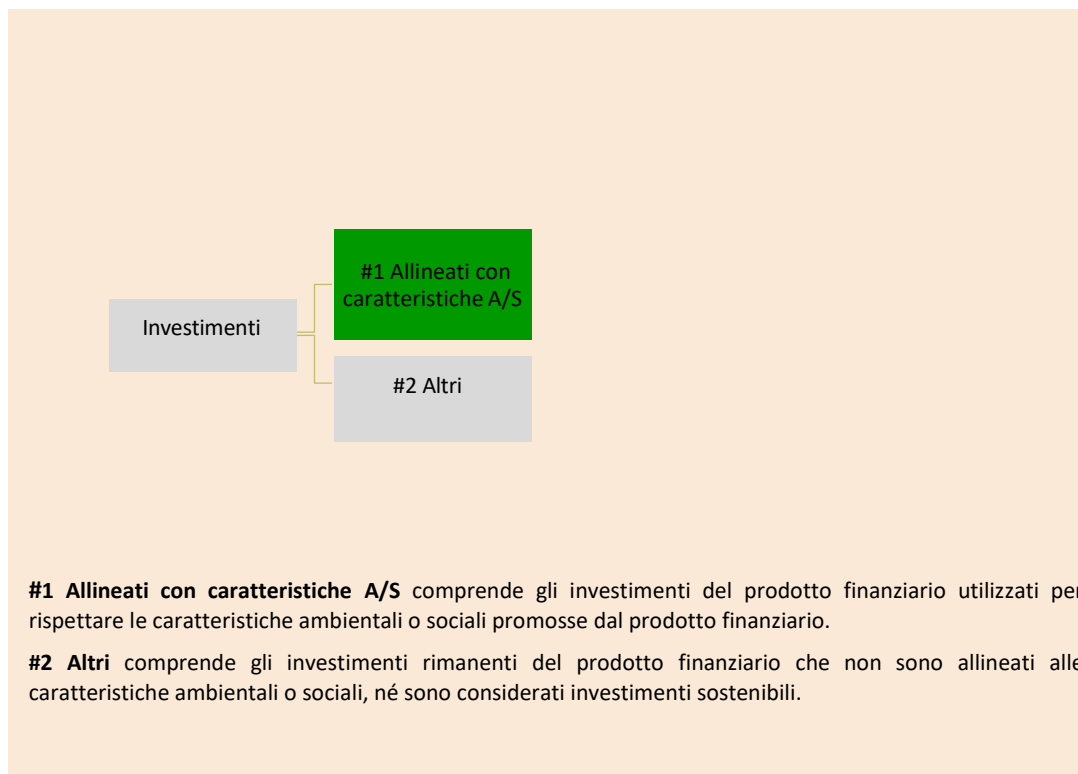 #1 Allineati con
caratteristiche A/S
Investimenti
#2 Altri
#1 Allineati con caratteristiche A/S comprende gli investimenti del prodotto finanziario utilizzati per
rispettare le caratteristiche ambientali o sociali promosse dal prodotto finanziario.
#2 Altri comprende gli investimenti rimanenti del prodotto finanziario che non sono allineati alle
caratteristiche ambientali o sociali, né sono considerati investimenti sostenibili.